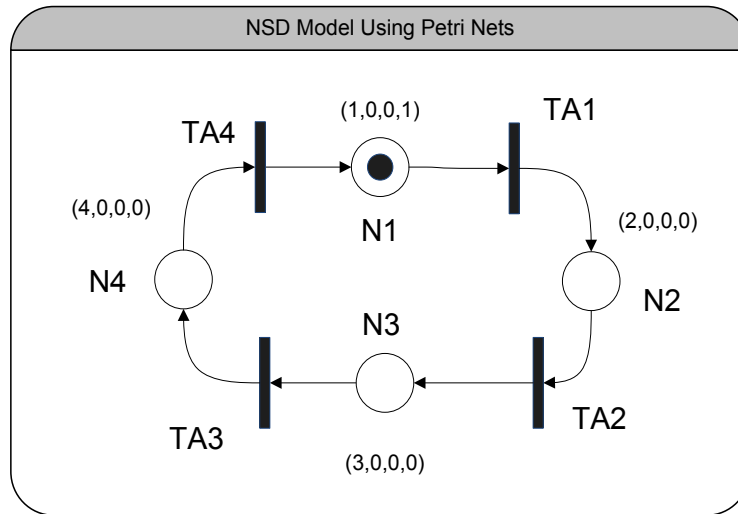 NSD Model Using Petri Nets
(1,0,0,1)
TA1
TA4
(4,0,0,0)
(2,0,0,0)
N1
N4
N2
N3
TA3
TA2
(3,0,0,0)